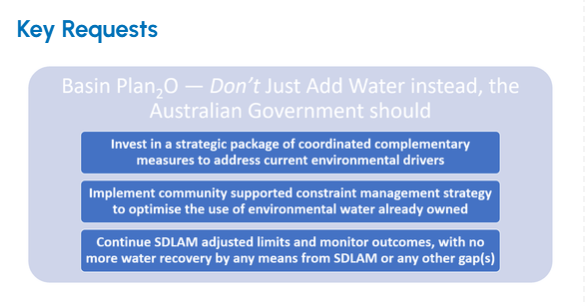 Key Requests
Basin Plan₂O — Don't Just Add Water instead, the
Australian Government should
Invest in a strategic package of coordinated complementary
measures to address current environmental drivers
Implement community supported constraint management strategy
to optimise the use of environmental water already owned
Continue SDLAM adjusted limits and monitor outcomes, with no
more water recovery by any means from SDLAM or any other gap(s)